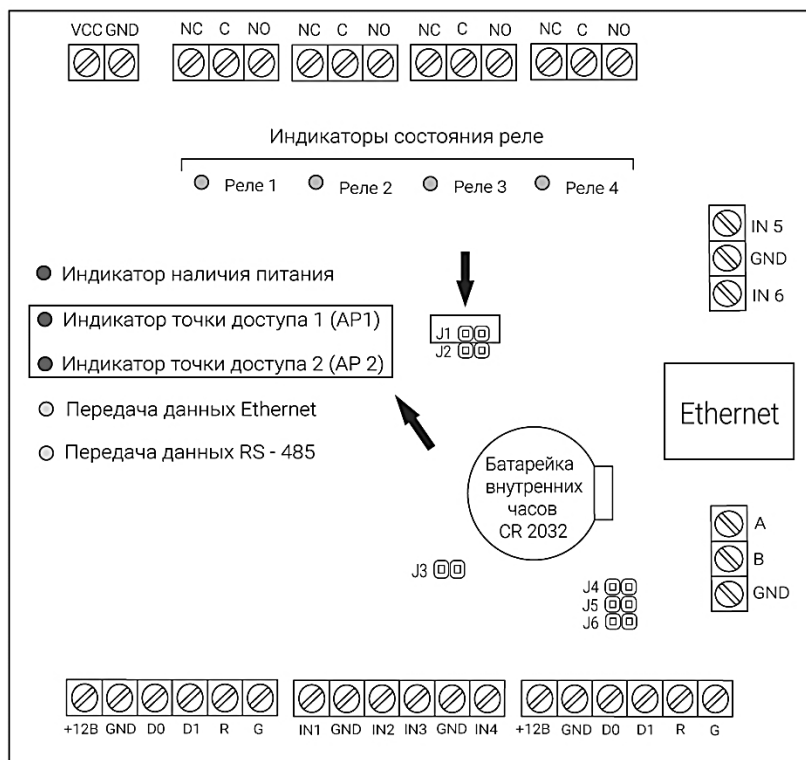 VCC GND NC C NO NC C NO NC C NO NC C NO
Индикаторы состояния реле
Реле 1 Реле 2 Реле 3 Реле 4
IN 5
GND
IN 6
Индикатор наличия питания
Индикатор точки доступа 1 (AP1)
Индикатор точки доступа 2 (AP 2)
Передача данных Ethernet
Передача данных RS - 485
J1
J2
Ethernet
Батарейка
внутренних
часов
CR 2032
A
B
GND
J3
J4
J5
J6
+12В GND D0 D1 R G IN1 GND IN2 IN3 GND IN4 +12В GND D0 D1 R G